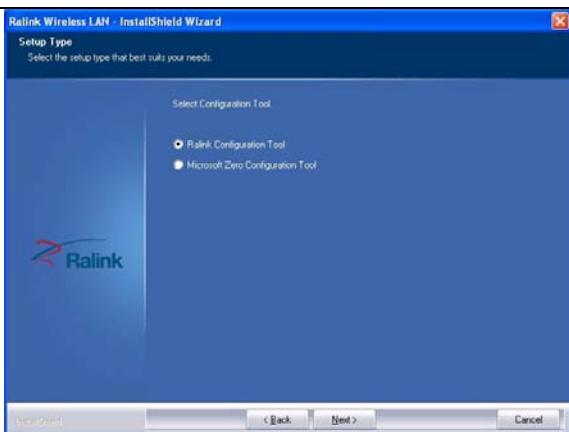 Ralink Wireless LAN - InstallShield Wizard
Setup Type
Select the setup type that best suits your needs.
Select Configuration Tool.
Ralink Configuration Tool
Microsoft Zero Configuration Tool
Ralink
InstallShield
< Back
Next >
Cancel